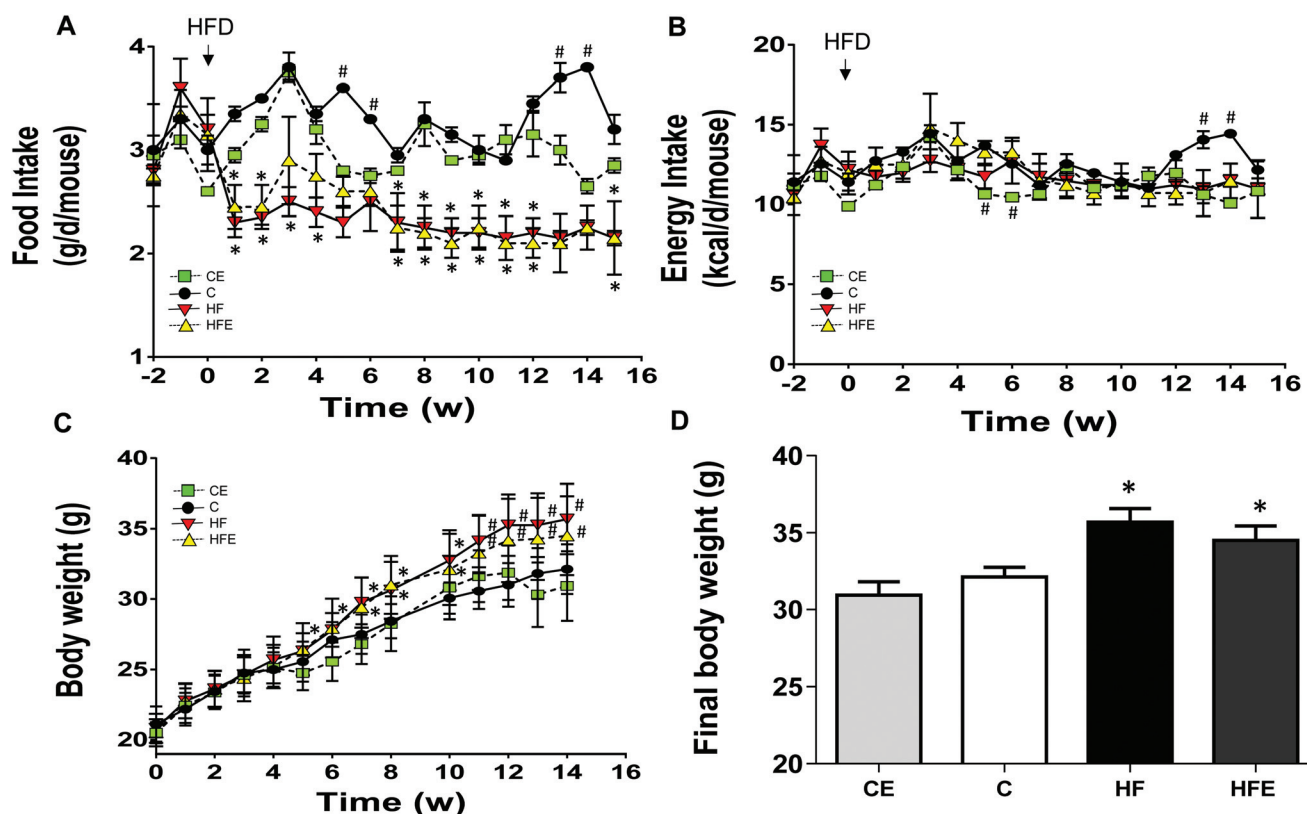 A
HFD
Food Intake
(g/d/mouse)
4
3
2
1
# # # #
* * * * * * * * * * * *
* * * * * * *
CE
C
HF
HFE
-2 0 2 4 6 8 10 12 14 16
Time (w)
B
HFD
Energy Intake
(kcal/d/mouse)
20
15
10
5
0
# #
# #
CE
C
HF
HFE
-2 0 2 4 6 8 10 12 14 16
Time (w)
C
Body weight (g)
40
35
30
25
20
CE
C
HF
HFE
* * * * * * * * *
# # # # # # # #
0 2 4 6 8 10 12 14 16
Time (w)
D
Final body weight (g)
40
35
30
25
20
* *
CE C HF HFE